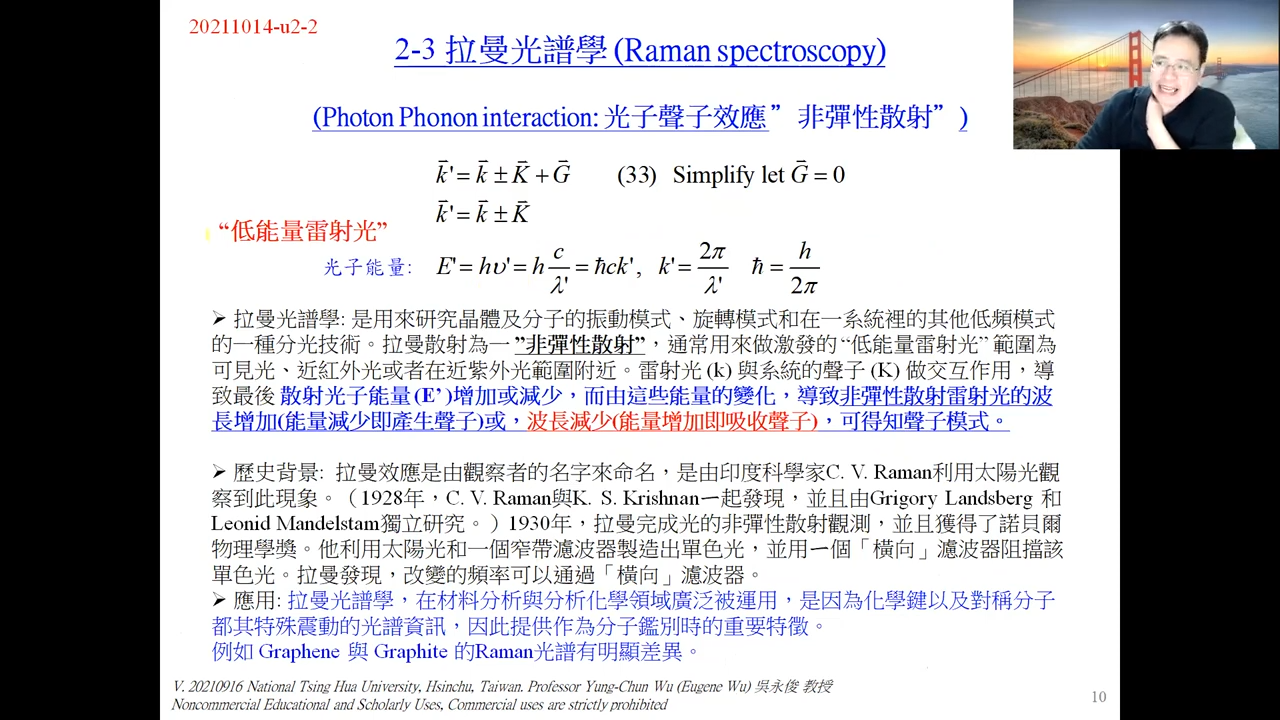 20211014-u2-2
2-3 拉曼光譜學 (Raman spectroscopy)
(Photon Phonon interaction: 光子聲子效應” 非彈性散射” )
k̄'= k̄ ± K̄ + Ḡ (33) Simplify let Ḡ = 0
k̄'= k̄ ± K̄
“低能量雷射光”
光子能量: E'= hυ'= h c/λ' = ħck', k'= 2π/λ' ħ = h/2π
➢ 拉曼光譜學: 是用來研究晶體及分子的振動模式、旋轉模式和在一系統裡的其他低頻模式
的一種分光技術。拉曼散射為一 ”非彈性散射”，通常用來做激發的 “低能量雷射光” 範圍為
可見光、近紅外光或者在近紫外光範圍附近。雷射光 (k) 與系統的聲子 (K) 做交互作用，導
致最後 散射光子能量 (E’ )增加或減少，而由這些能量的變化，導致非彈性散射雷射光的波
長增加(能量減少即產生聲子)或，波長減少(能量增加即吸收聲子)，可得知聲子模式。
➢ 歷史背景: 拉曼效應是由觀察者的名字來命名，是由印度科學家C. V. Raman利用太陽光觀
察到此現象。（1928年，C. V. Raman與K. S. Krishnan一起發現，並且由Grigory Landsberg 和
Leonid Mandelstam獨立研究。）1930年，拉曼完成光的非彈性散射觀測，並且獲得了諾貝爾
物理學獎。他利用太陽光和一個窄帶濾波器製造出單色光，並用一個「橫向」濾波器阻擋該
單色光。拉曼發現，改變的頻率可以通過「橫向」濾波器。
➢ 應用: 拉曼光譜學，在材料分析與分析化學領域廣泛被運用，是因為化學鍵以及對稱分子
都其特殊震動的光譜資訊，因此提供作為分子鑑別時的重要特徵。
例如 Graphene 與 Graphite 的Raman光譜有明顯差異。
V. 20210916 National Tsing Hua University, Hsinchu, Taiwan. Professor Yung-Chun Wu (Eugene Wu) 吳永俊 教授
Noncommercial Educational and Scholarly Uses, Commercial uses are strictly prohibited
10